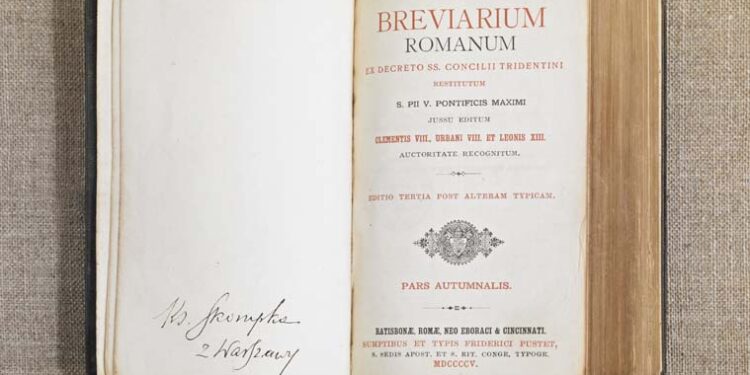 Ks. Skompka
z Warszawy
BREVIARIUM
ROMANUM
EX DECRETO SS. CONCILII TRIDENTINI
RESTITUTUM
S. PII V. PONTIFICIS MAXIMI
JUSSU EDITUM
CLEMENTIS VIII., URBANI VIII. ET LEONIS XIII.
AUCTORITATE RECOGNITUM.
EDITIO TERTIA POST ALTERAM TYPICAM.
PARS AUTUMNALIS.
RATISBONÆ, ROMÆ, NEO EBORACI & CINCINNATI.
SUMPTIBUS ET TYPIS FRIDERICI PUSTET,
S. SEDIS APOST. ET S. RIT. CONGR. TYPOGR.
MDCCCCV.